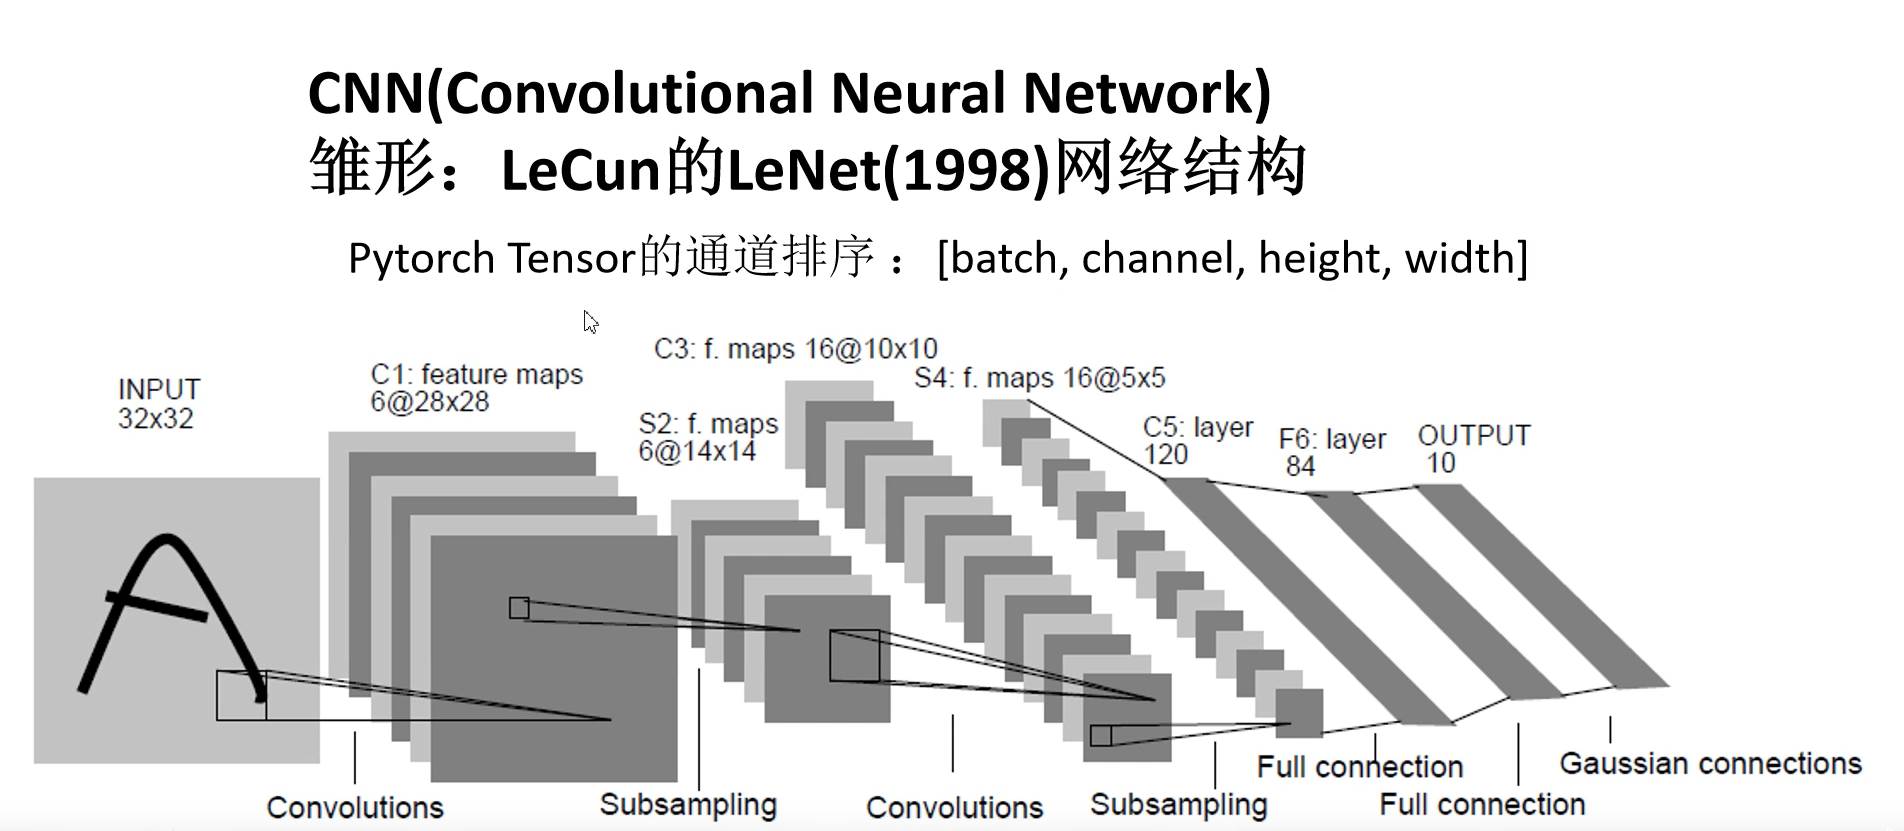 CNN(Convolutional Neural Network)
雏形：LeCun的LeNet(1998)网络结构
Pytorch Tensor的通道排序：[batch, channel, height, width]
INPUT
32x32
C1: feature maps
6@28x28
S2: f. maps
6@14x14
C3: f. maps 16@10x10
S4: f. maps 16@5x5
C5: layer
120
F6: layer
84
OUTPUT
10
Convolutions
Subsampling
Convolutions
Subsampling
Full connection
Full connection
Gaussian connections